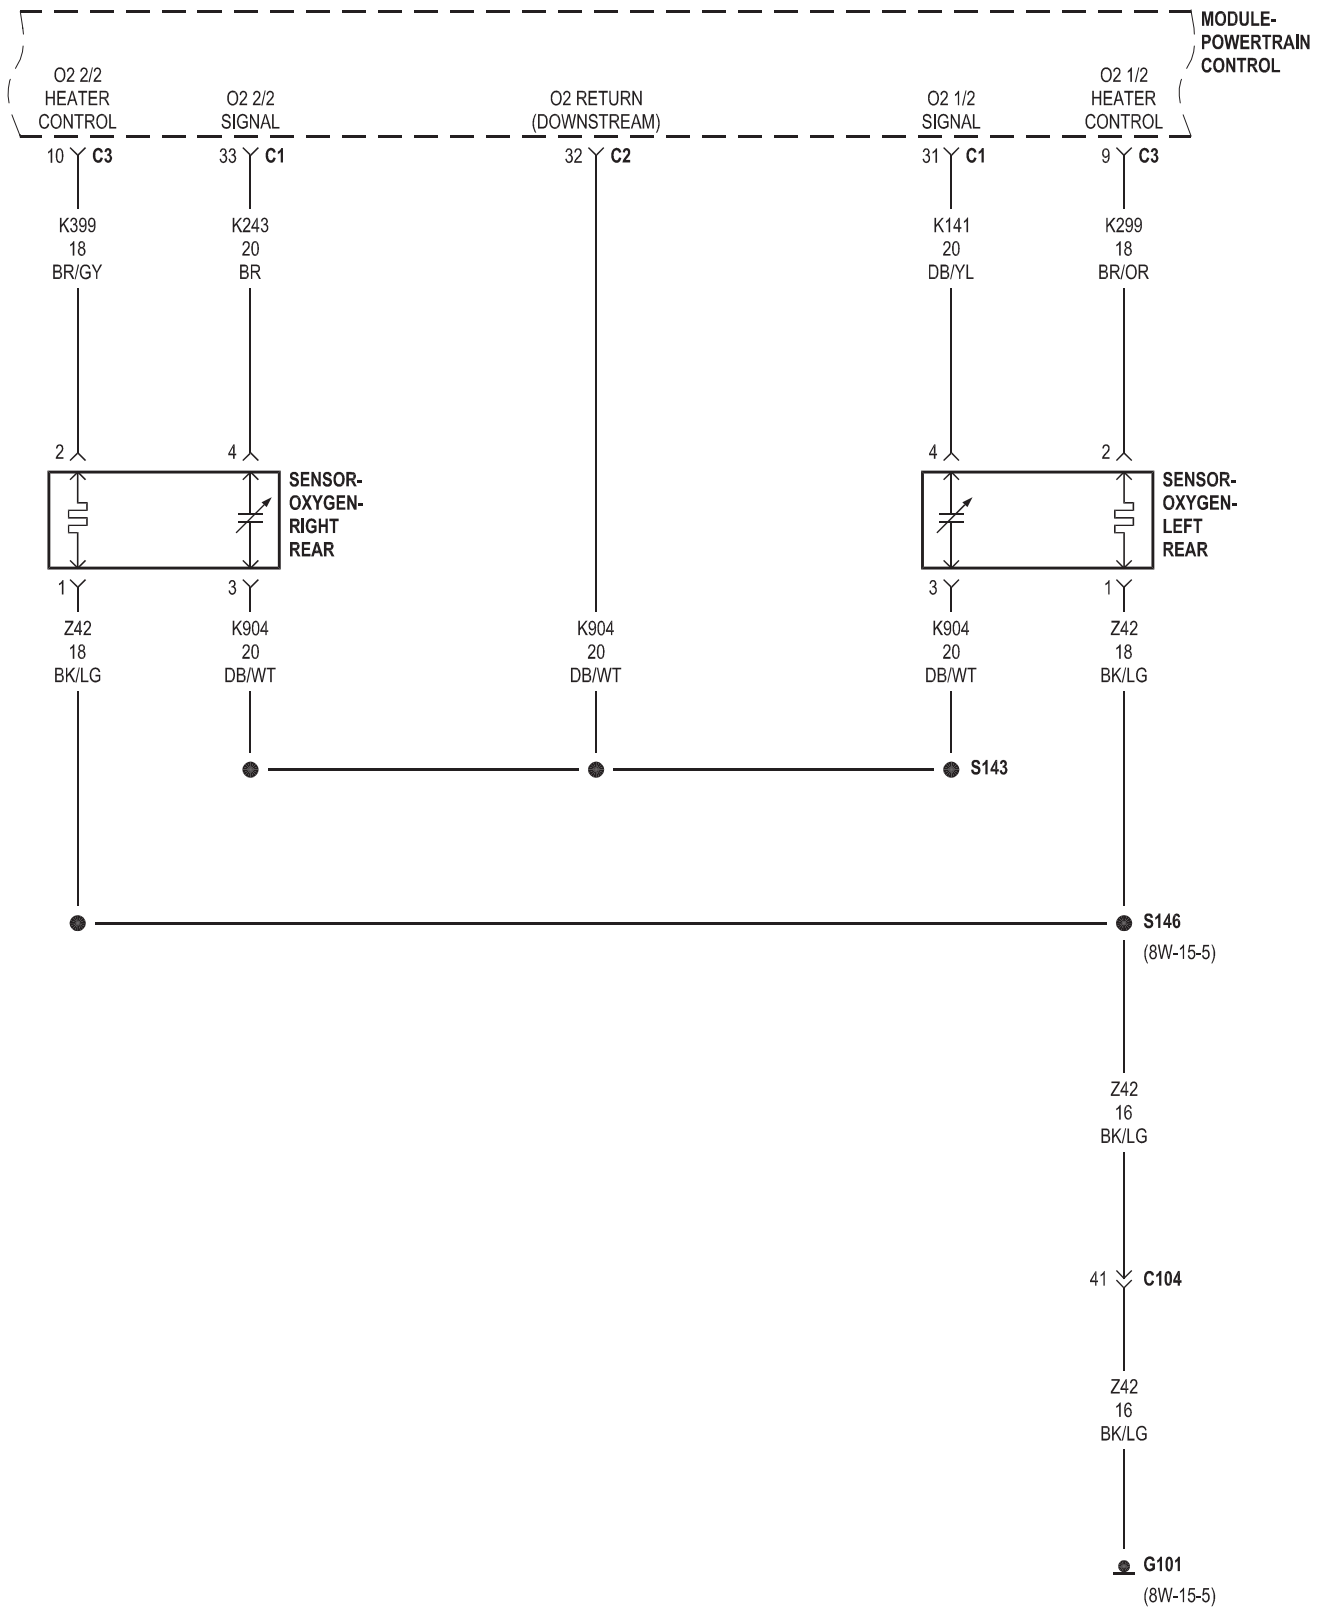 MODULE-
POWERTRAIN
CONTROL
O2 2/2
HEATER
CONTROL
O2 2/2
SIGNAL
O2 RETURN
(DOWNSTREAM)
O2 1/2
SIGNAL
O2 1/2
HEATER
CONTROL
10 C3
33 C1
32 C2
31 C1
9 C3
K399
18
BR/GY
K243
20
BR
K141
20
DB/YL
K299
18
BR/OR
2
4
4
2
SENSOR-
OXYGEN-
RIGHT
REAR
SENSOR-
OXYGEN-
LEFT
REAR
1
3
3
1
Z42
18
BK/LG
K904
20
DB/WT
K904
20
DB/WT
K904
20
DB/WT
Z42
18
BK/LG
S143
S146
(8W-15-5)
Z42
16
BK/LG
41 C104
Z42
16
BK/LG
G101
(8W-15-5)